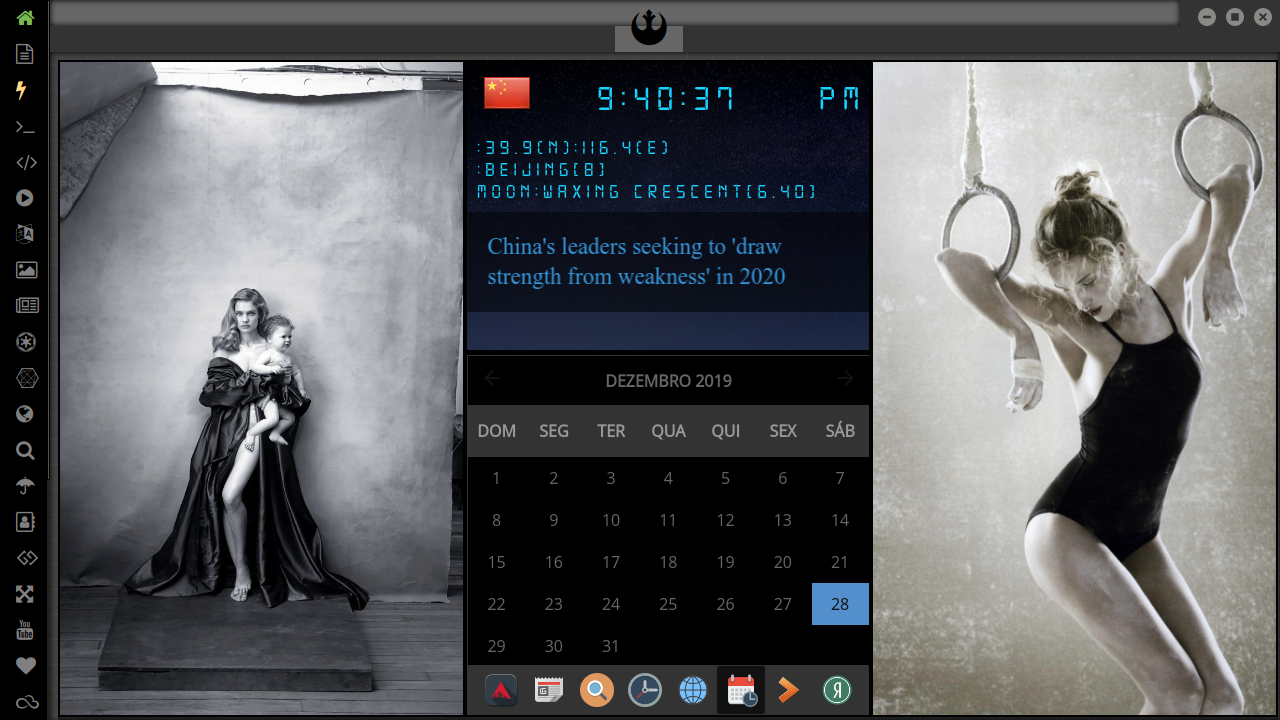 9:40:37 PM
:39.9(N):116.4(E)
:BEIJING(8)
MOON:WAXING CRESCENT(6.40)
China's leaders seeking to 'draw
strength from weakness' in 2020
DEZEMBRO 2019
DOM SEG TER QUA QUI SEX SÁB
1 2 3 4 5 6 7
8 9 10 11 12 13 14
15 16 17 18 19 20 21
22 23 24 25 26 27 28
29 30 31
You
Tube
Я